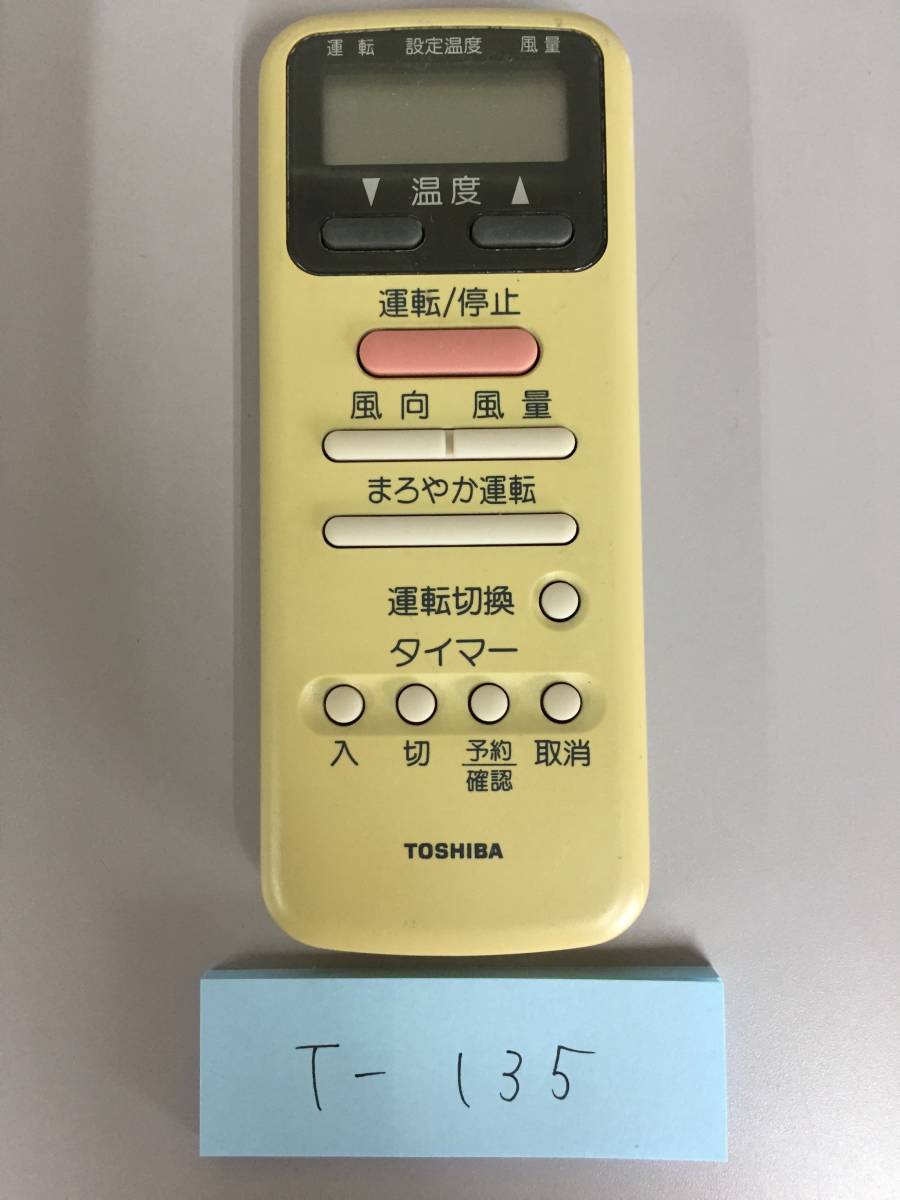 運転 設定温度 風量
▼ 温度 ▲
運転/停止
風向 風量
まろやか運転
運転切換
タイマー
入 切 予約 取消
確認
TOSHIBA
T-135